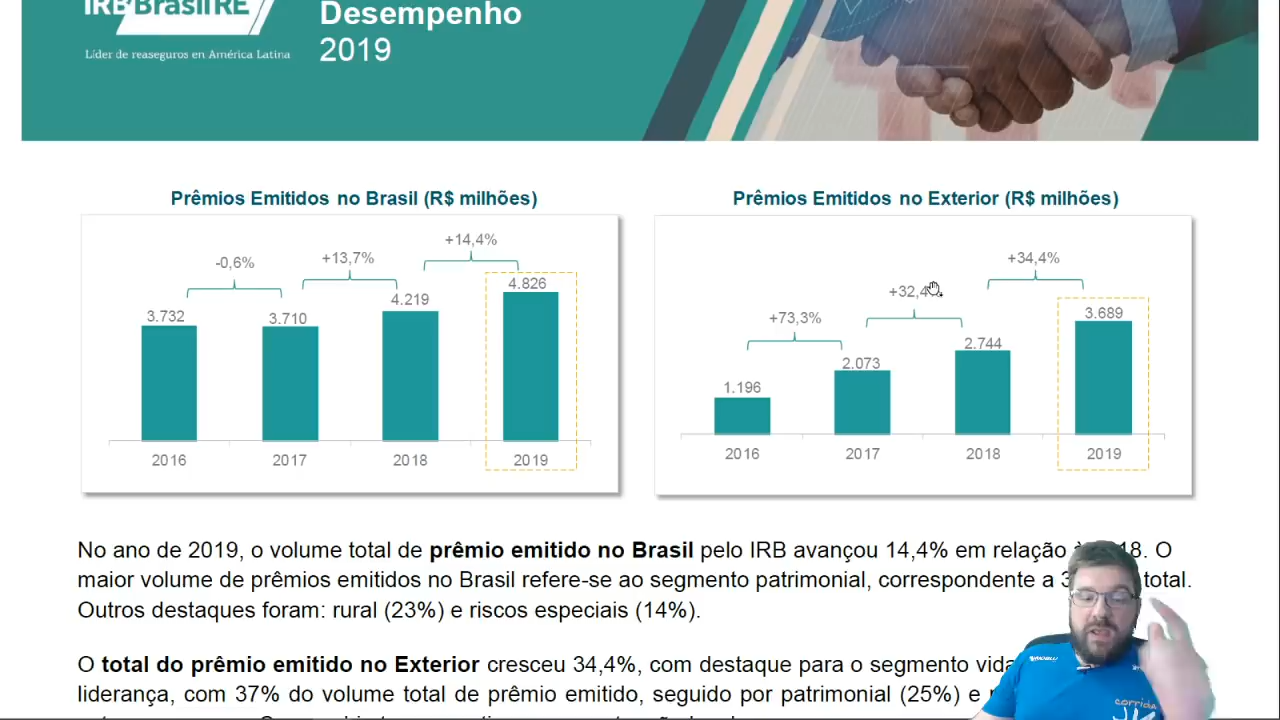 IRB Brasil RE
Líder de reaseguros en América Latina
Desempenho
2019
Prêmios Emitidos no Brasil (R$ milhões)
-0,6%
+13,7%
+14,4%
3.732
3.710
4.219
4.826
2016
2017
2018
2019
Prêmios Emitidos no Exterior (R$ milhões)
+73,3%
+34,4%
1.196
2.073
2.744
3.689
2016
2017
2018
2019
No ano de 2019, o volume total de prêmio emitido no Brasil pelo IRB avançou 14,4% em relação O
maior volume de prêmios emitidos no Brasil refere-se ao segmento patrimonial, correspondente a total.
Outros destaques foram: rural (23%) e riscos especiais (14%).
O total do prêmio emitido no Exterior cresceu 34,4%, com destaque para o segmento
liderança, com 37% do volume total de prêmio emitido, seguido por patrimonial (25%) e
corrida